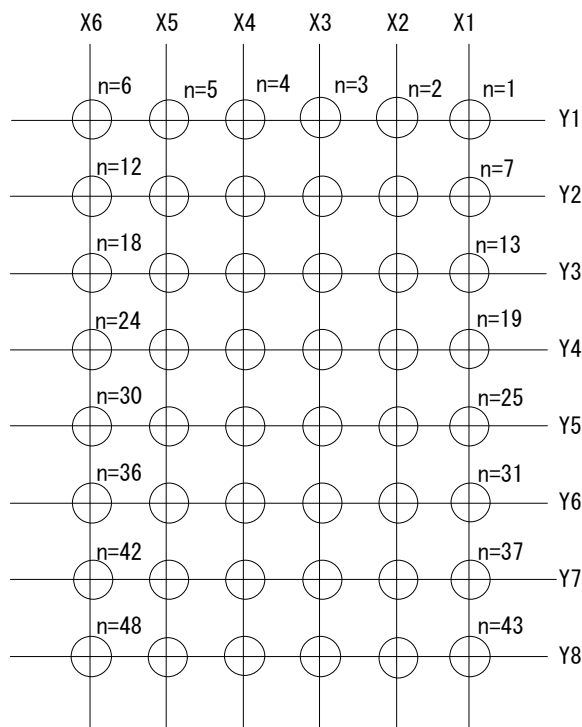 X6 X5 X4 X3 X2 X1
n=6 n=5 n=4 n=3 n=2 n=1
Y1
n=12 n=7
Y2
n=18 n=13
Y3
n=24 n=19
Y4
n=30 n=25
Y5
n=36 n=31
Y6
n=42 n=37
Y7
n=48 n=43
Y8